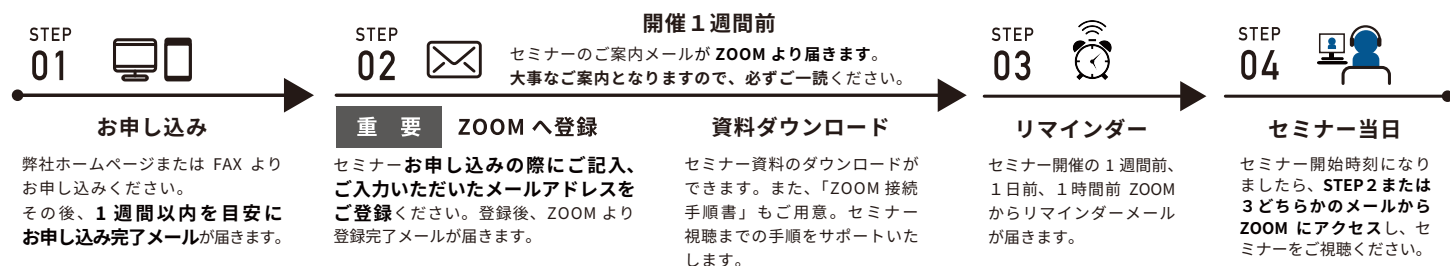 STEP
01
お申し込み
弊社ホームページまたは FAX より
お申し込みください。
その後、1 週間以内を目安に
お申し込み完了メールが届きます。
STEP
02
開催１週間前
セミナーのご案内メールが ZOOM より届きます。
大事なご案内となりますので、必ずご一読ください。
重 要
ZOOM へ登録
セミナーお申し込みの際にご記入、
ご入力いただいたメールアドレスを
ご登録ください。登録後、ZOOM より
登録完了メールが届きます。
資料ダウンロード
セミナー資料のダウンロードが
できます。また、「ZOOM 接続
手順書」もご用意。セミナー
視聴までの手順をサポートいた
します。
STEP
03
リマインダー
セミナー開催の 1 週間前、
１日前、１時間前 ZOOM
からリマインダーメール
が届きます。
STEP
04
セミナー当日
セミナー開始時刻になり
ましたら、STEP２または
３どちらかのメールから
ZOOM にアクセスし、セ
ミナーをご視聴ください。